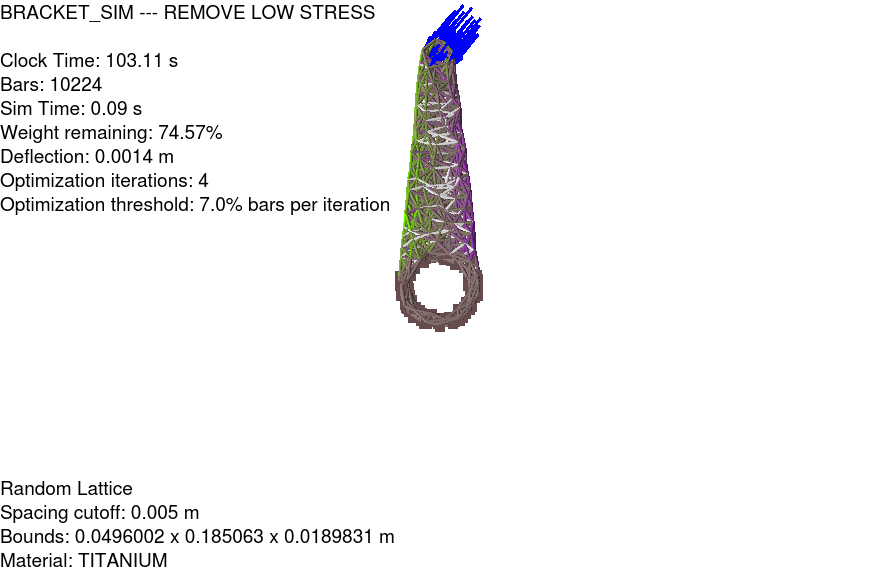 BRACKET_SIM --- REMOVE LOW STRESS
Clock Time: 103.11 s
Bars: 10224
Sim Time: 0.09 s
Weight remaining: 74.57%
Deflection: 0.0014 m
Optimization iterations: 4
Optimization threshold: 7.0% bars per iteration
Random Lattice
Spacing cutoff: 0.005 m
Bounds: 0.0496002 x 0.185063 x 0.0189831 m
Material: TITANIUM